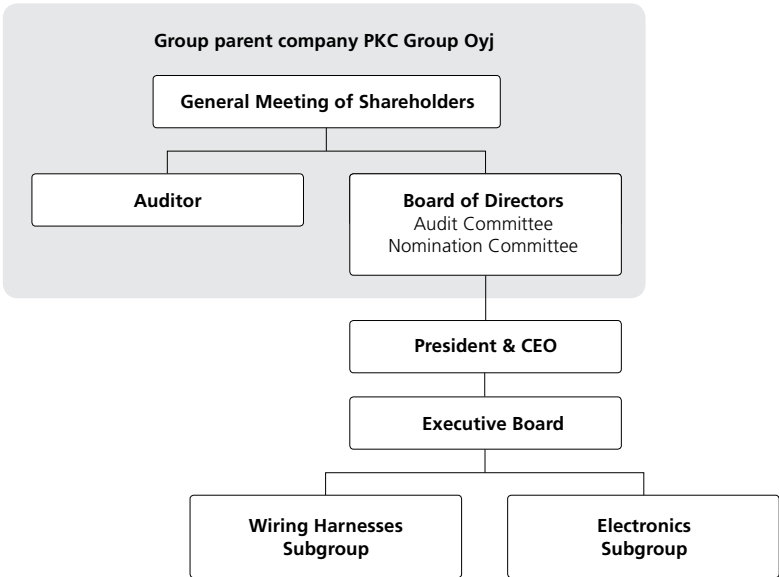 Group parent company PKC Group Oyj
General Meeting of Shareholders
Auditor
Board of Directors
Audit Committee
Nomination Committee
President & CEO
Executive Board
Wiring Harnesses
Subgroup
Electronics
Subgroup